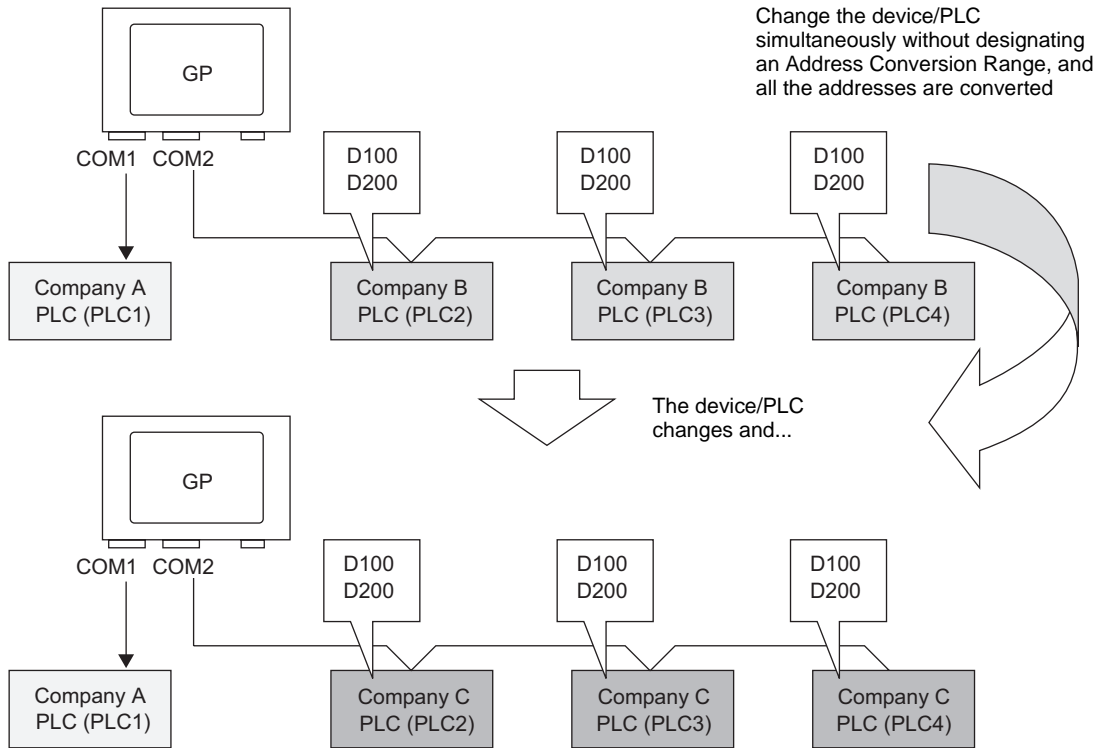 Change the device/PLC
simultaneously without designating
an Address Conversion Range, and
all the addresses are converted
GP
COM1 COM2
D100
D200
D100
D200
D100
D200
Company A
PLC (PLC1)
Company B
PLC (PLC2)
Company B
PLC (PLC3)
Company B
PLC (PLC4)
The device/PLC
changes and...
GP
COM1 COM2
D100
D200
D100
D200
D100
D200
Company A
PLC (PLC1)
Company C
PLC (PLC2)
Company C
PLC (PLC3)
Company C
PLC (PLC4)